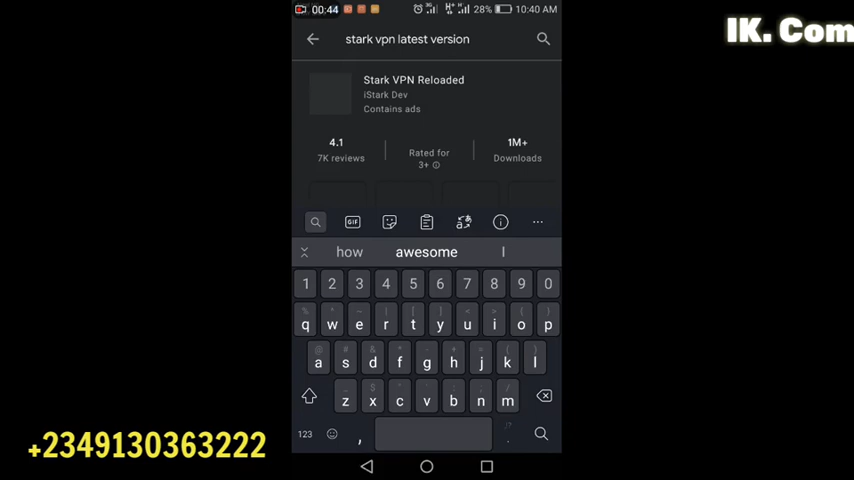 00:44
28% 10:40 AM
IK. Com
stark vpn latest version
Stark VPN Reloaded
iStark Dev
Contains ads
4.1
7K reviews
Rated for
3+
1M+
Downloads
GIF
how awesome I
1 2 3 4 5 6 7 8 9 0
q w e r t y u i o p
a s d f g h j k l
z x c v b n m
123 , .
+2349130363222